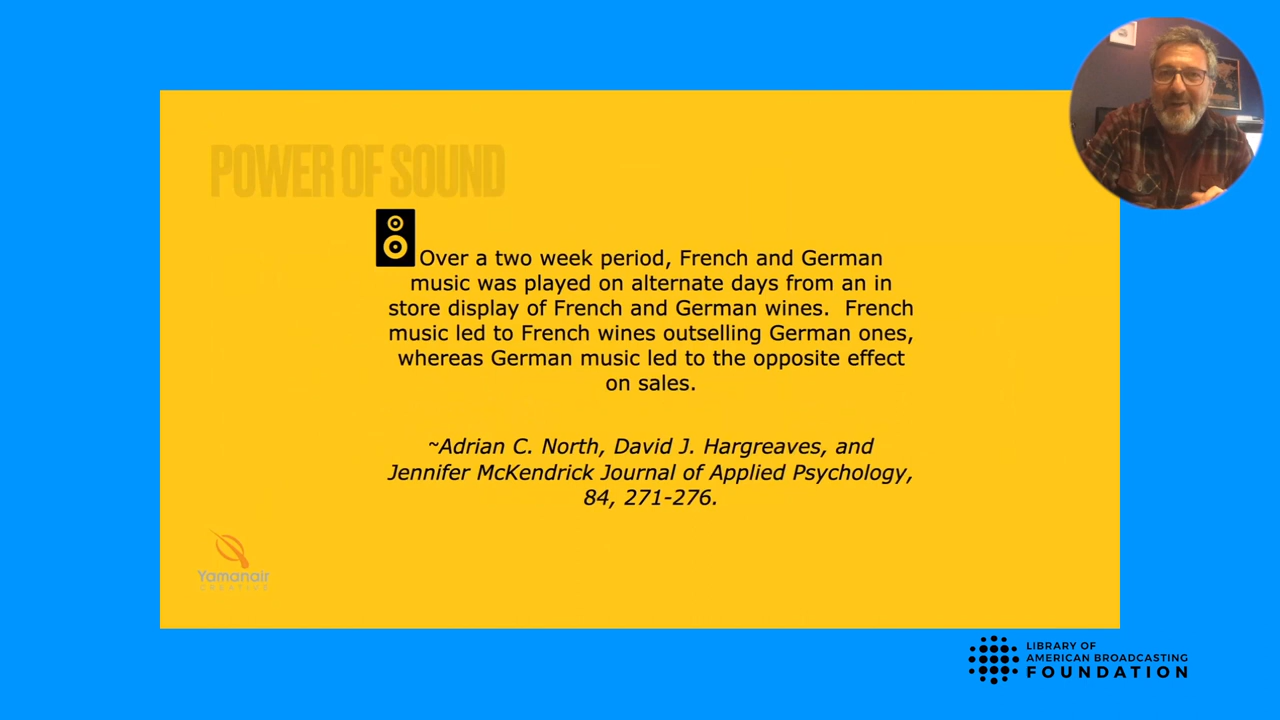 POWER OF SOUND
Over a two week period, French and German
music was played on alternate days from an in
store display of French and German wines.  French
music led to French wines outselling German ones,
whereas German music led to the opposite effect
on sales.
~Adrian C. North, David J. Hargreaves, and
Jennifer McKendrick Journal of Applied Psychology,
84, 271-276.
Yamanair
CREATIVE
LIBRARY OF
AMERICAN BROADCASTING
FOUNDATION